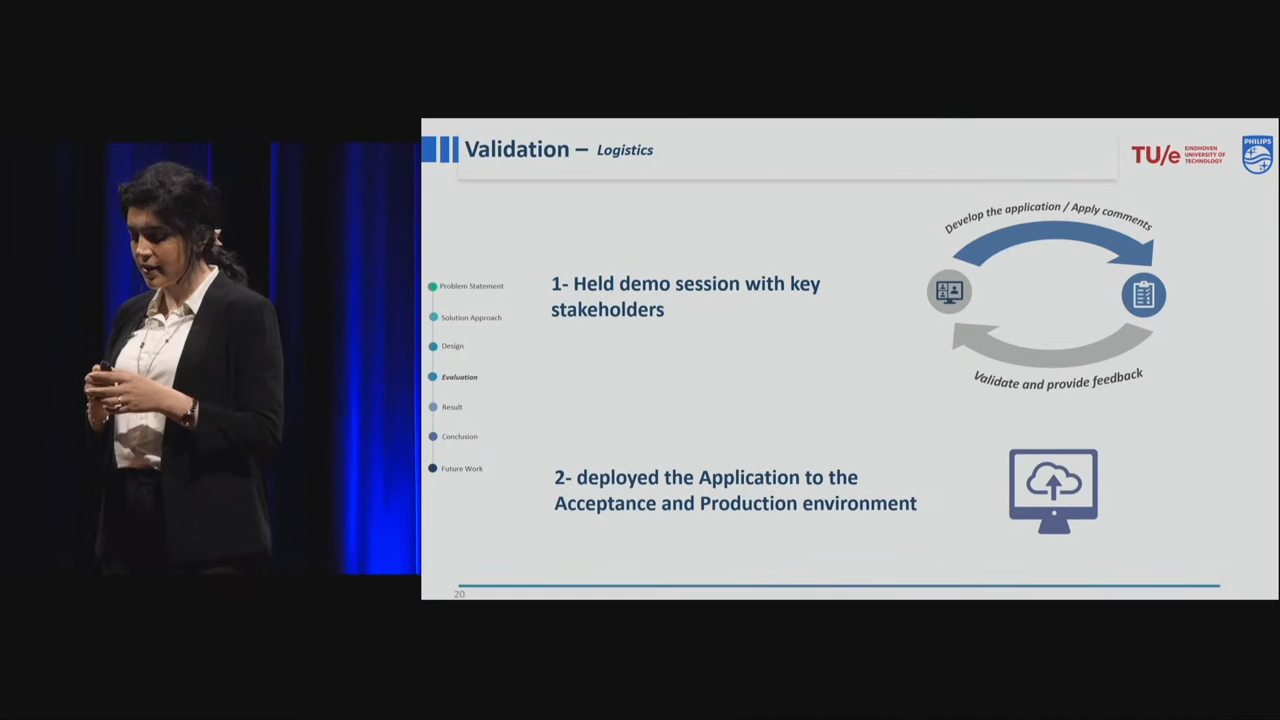 Validation – Logistics
TU/e EINDHOVEN
UNIVERSITY OF
TECHNOLOGY
PHILIPS
Develop the application / Apply comments
1- Held demo session with key
stakeholders
Validate and provide feedback
Problem Statement
Solution Approach
Design
Evaluation
Result
Conclusion
Future Work
2- deployed the Application to the
Acceptance and Production environment
20